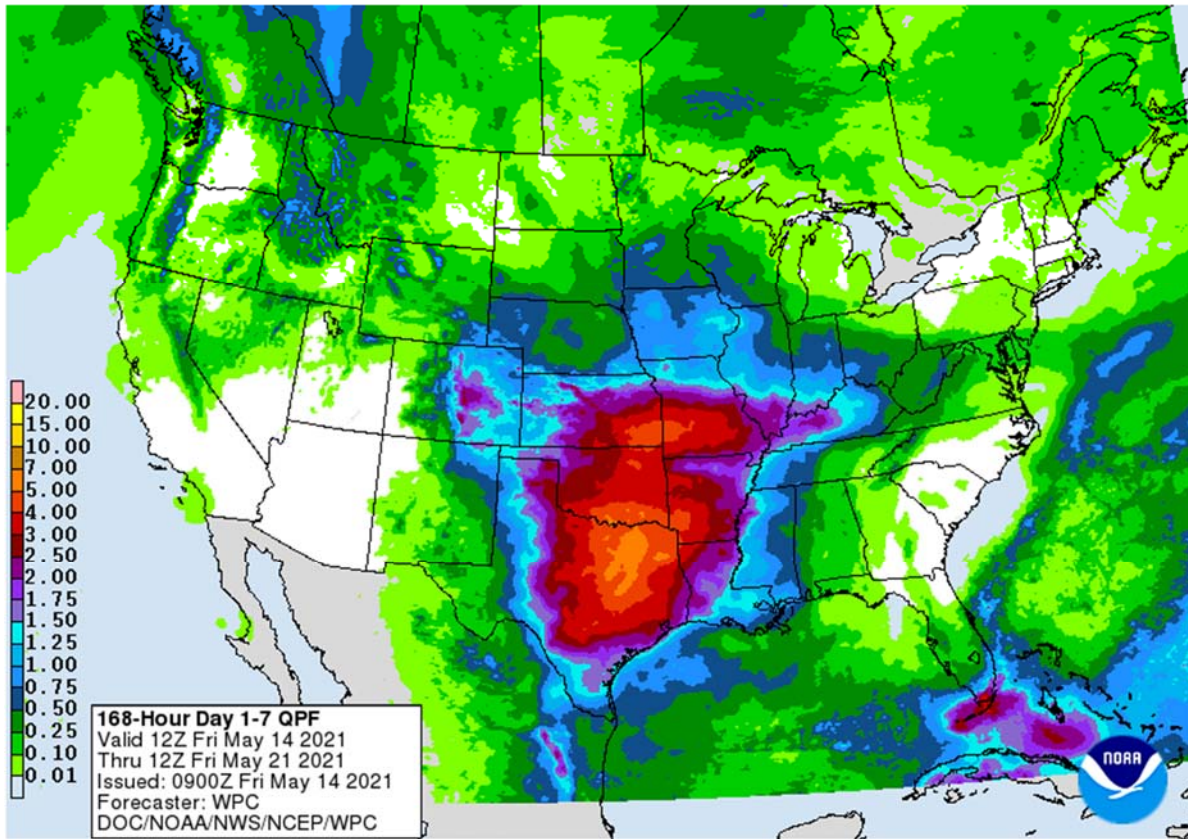 20.00
15.00
10.00
7.00
5.00
4.00
3.00
2.50
2.00
1.75
1.50
1.25
1.00
0.75
0.50
0.25
0.10
0.01
168-Hour Day 1-7 QPF
Valid 12Z Fri May 14 2021
Thru 12Z Fri May 21 2021
Issued: 0900Z Fri May 14 2021
Forecaster: WPC
DOC/NOAA/NWS/NCEP/WPC
NOAA